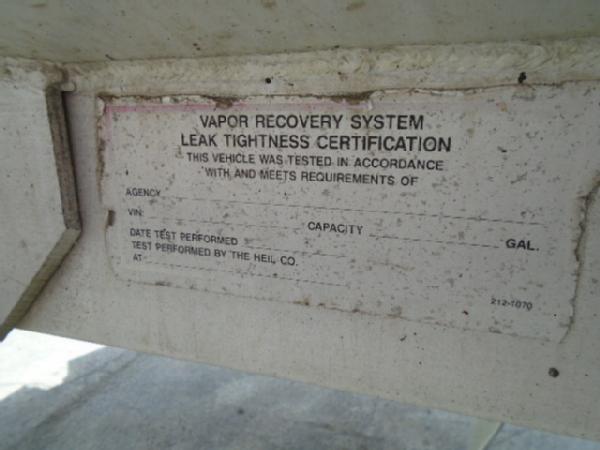 VAPOR RECOVERY SYSTEM
LEAK TIGHTNESS CERTIFICATION
THIS VEHICLE WAS TESTED IN ACCORDANCE
WITH AND MEETS REQUIREMENTS OF
AGENCY
VIN: CAPACITY GAL.
DATE TEST PERFORMED
TEST PERFORMED BY THE HEIL CO.
AT
212-1070